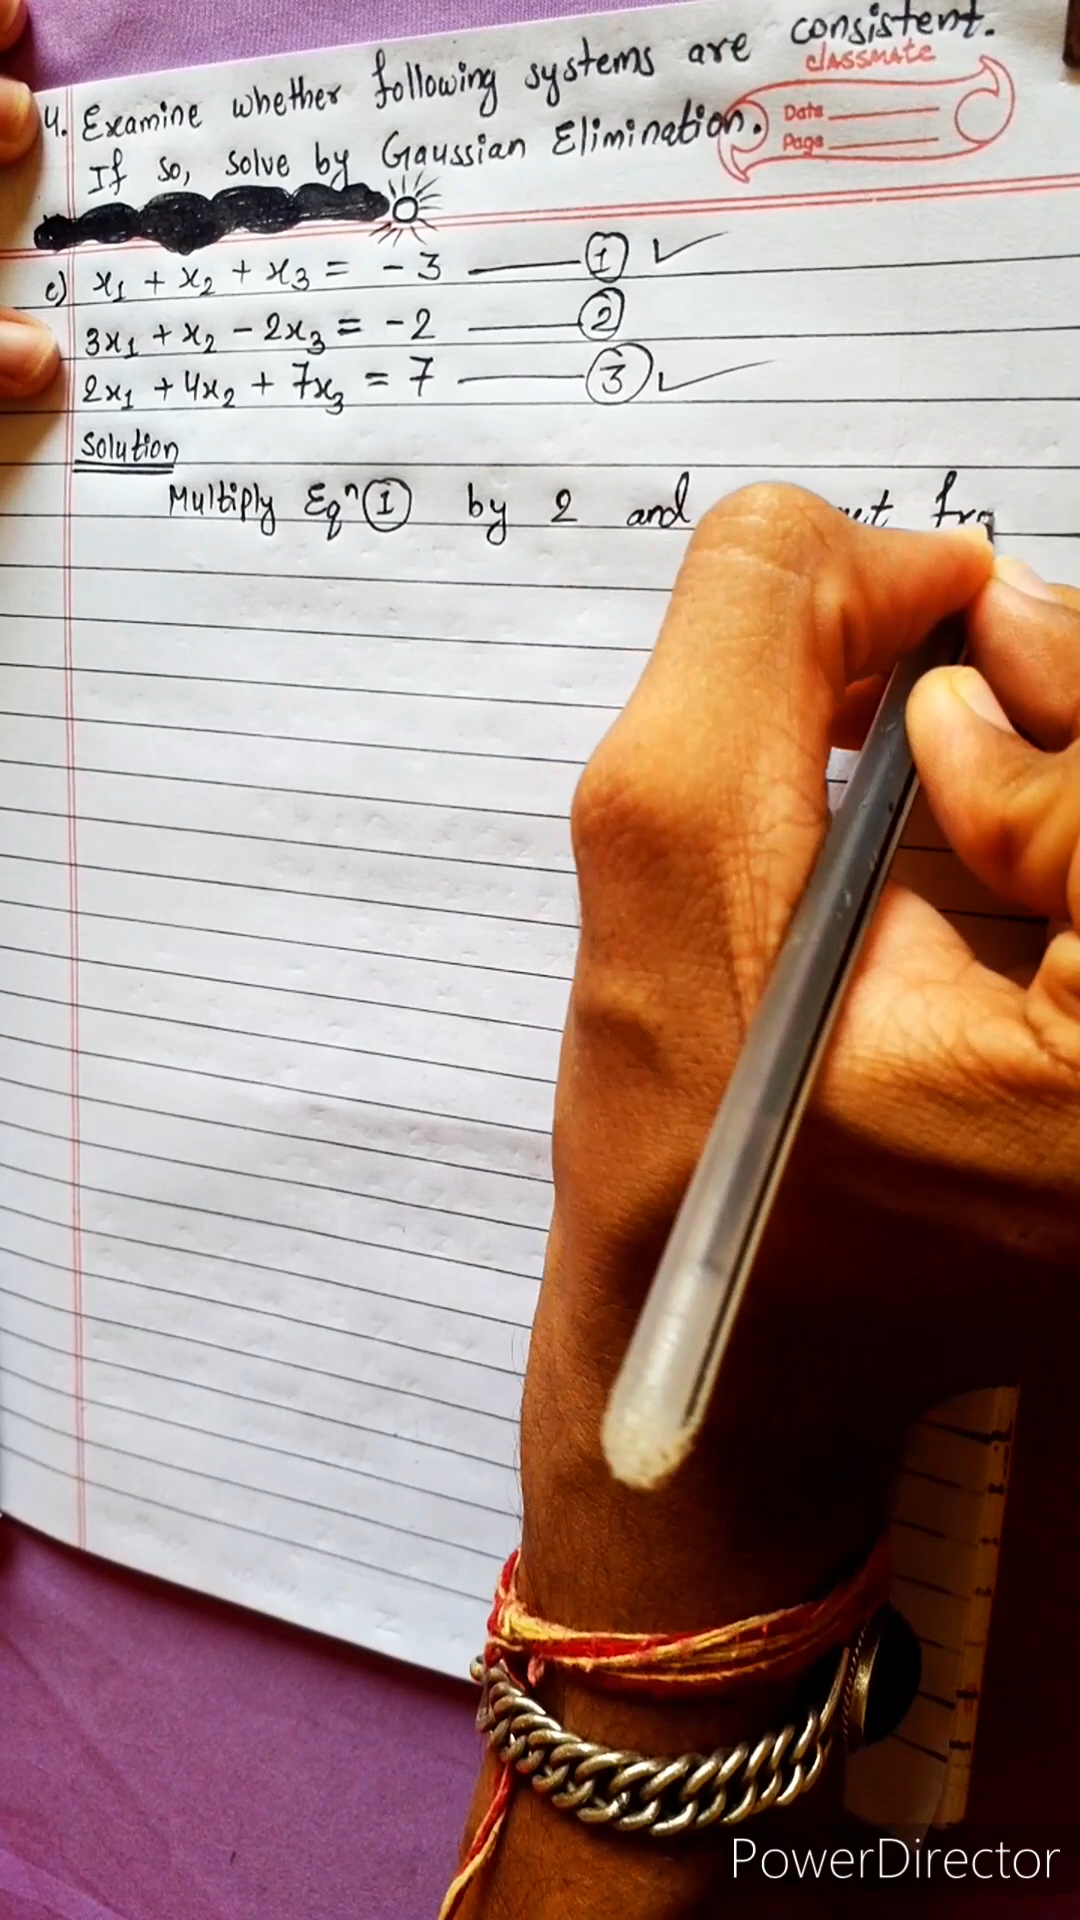 4. Examine whether following systems are consistent.
If so, solve by Gaussian Elimination.
classmate
Date
Page
c) x₁ + x₂ + x₃ = -3 ——— ① ✓
3x₁ + x₂ - 2x₃ = -2 ——— ②
2x₁ + 4x₂ + 7x₃ = 7 ——— ③ ✓
Solution
Multiply Eqⁿ ① by 2 and
PowerDirector